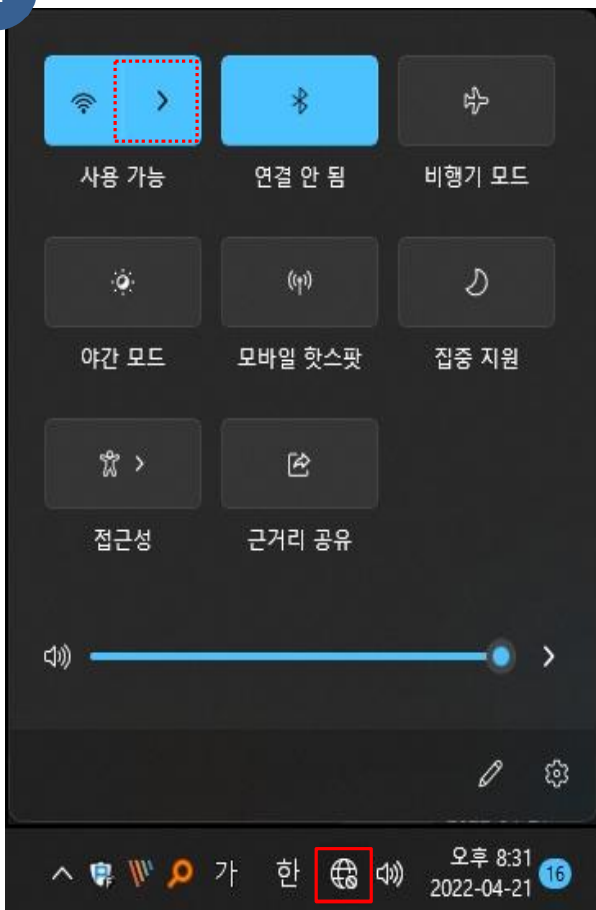 사용 가능
연결 안 됨
비행기 모드
야간 모드
모바일 핫스팟
집중 지원
접근성
근거리 공유
가
한
오후 8:31
2022-04-21
16